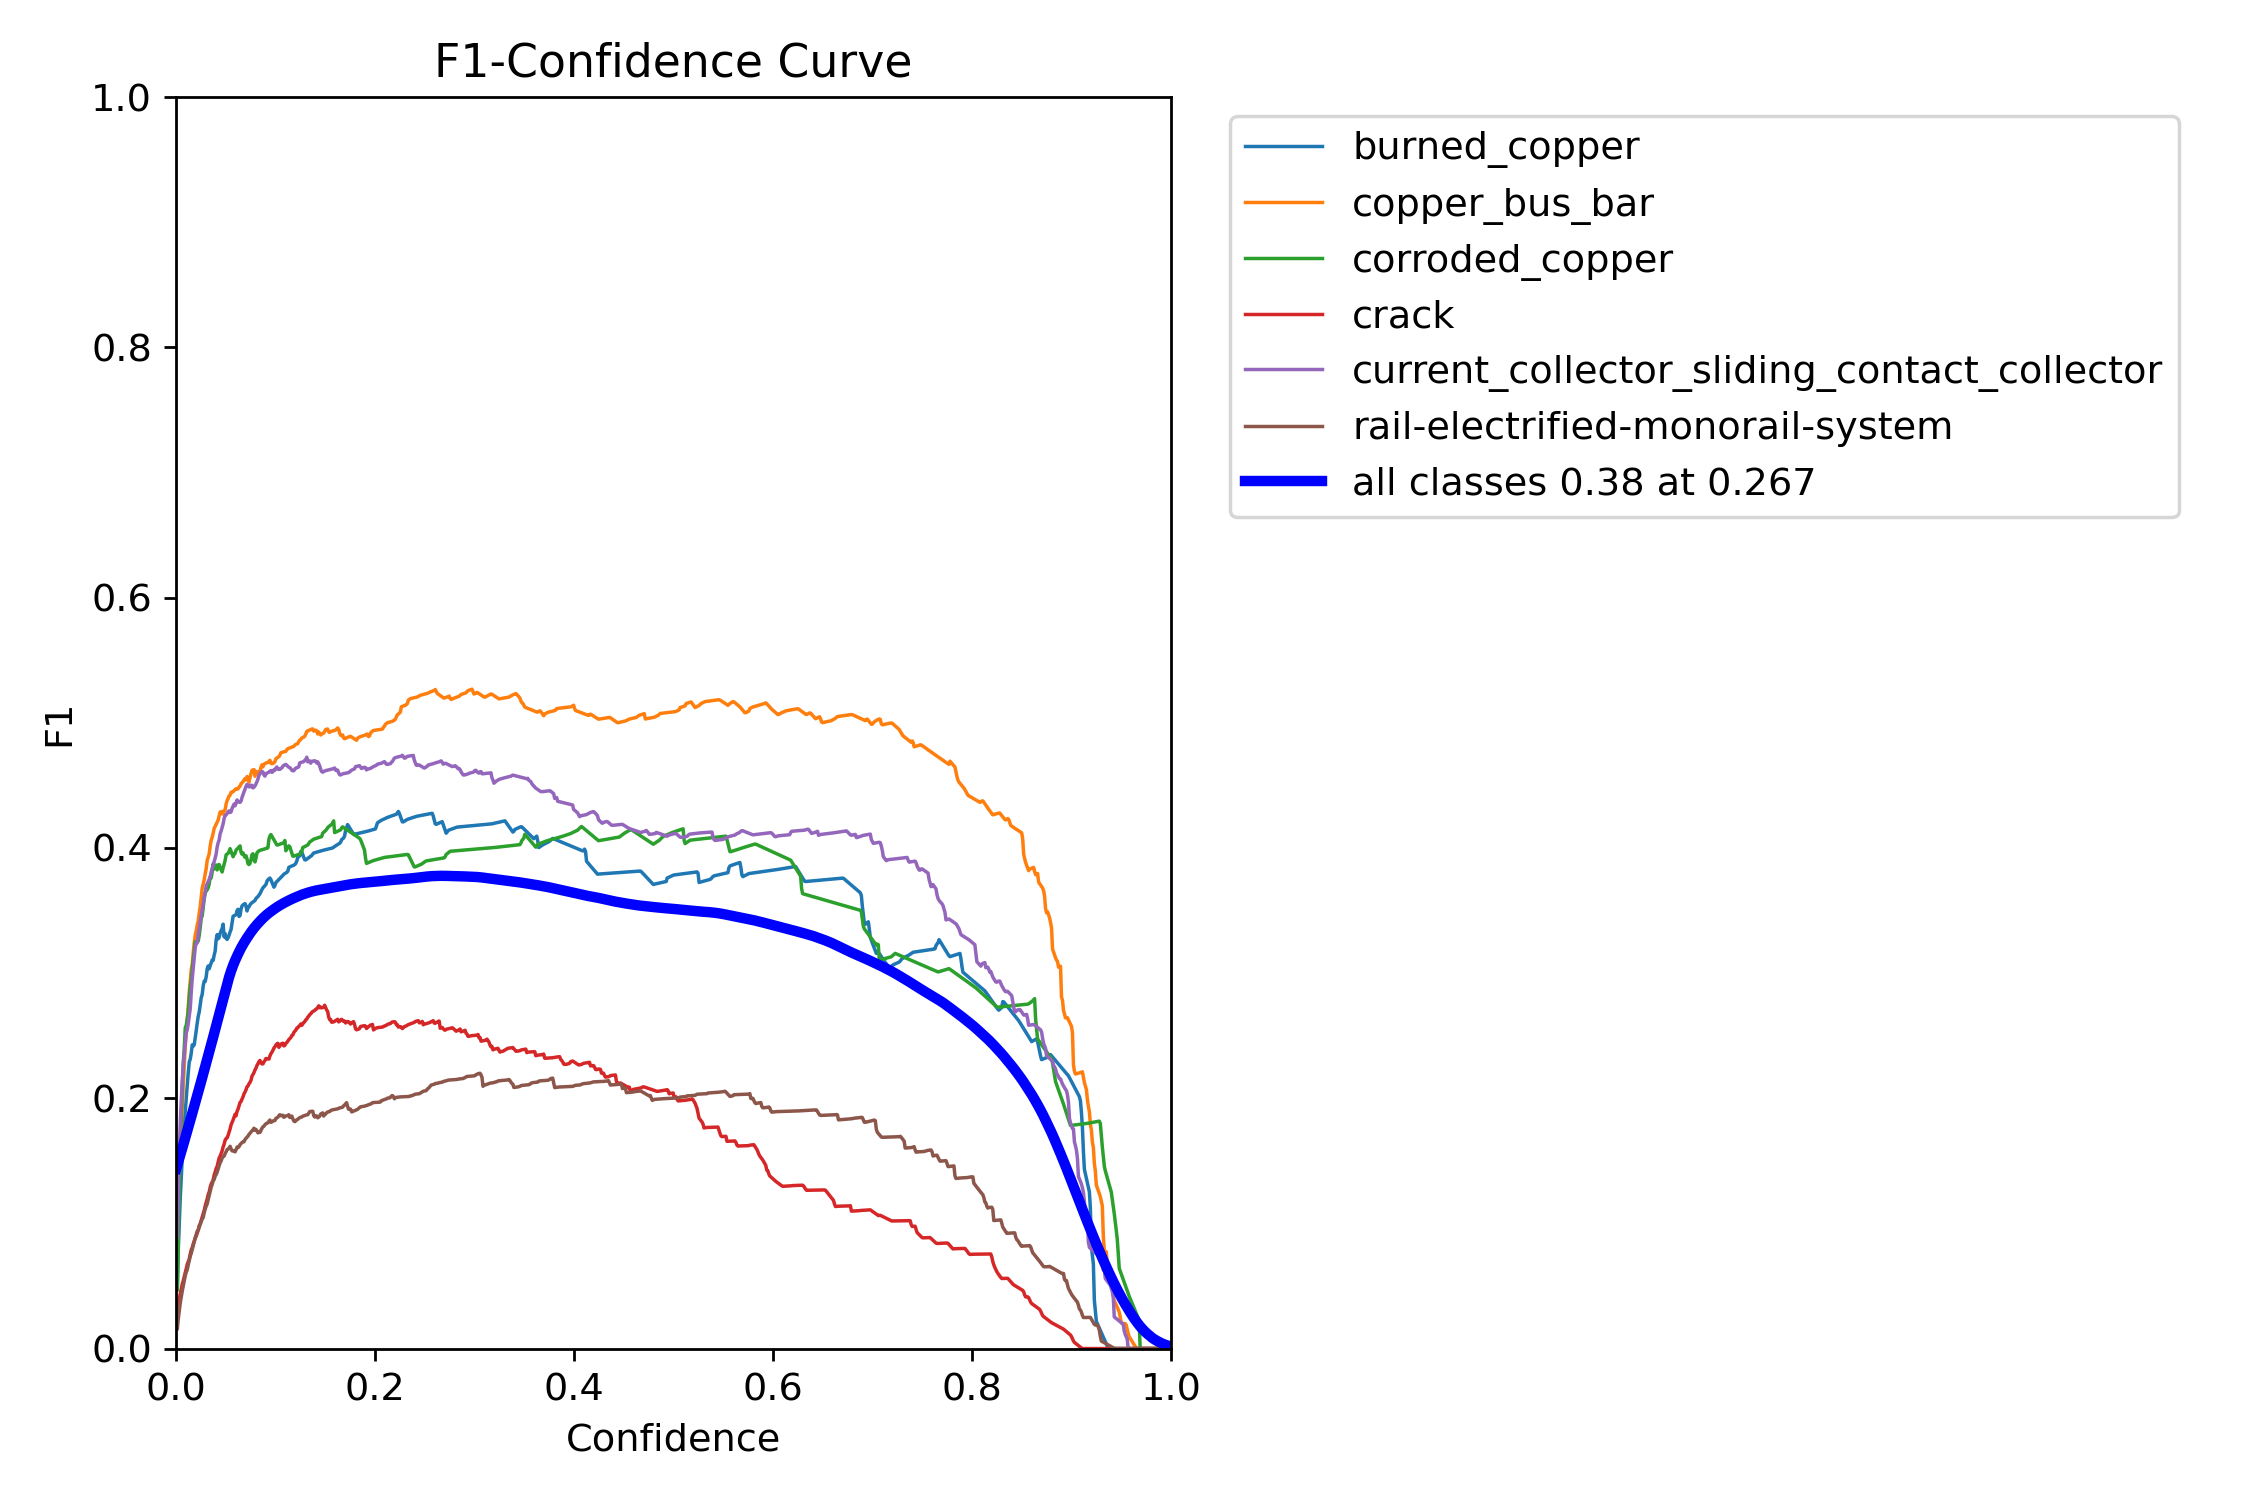 F1-Confidence Curve
1.0
0.8
0.6
0.4
0.2
0.0
F1
0.0 0.2 0.4 0.6 0.8 1.0
Confidence
burned_copper
copper_bus_bar
corroded_copper
crack
current_collector_sliding_contact_collector
rail-electrified-monorail-system
all classes 0.38 at 0.267